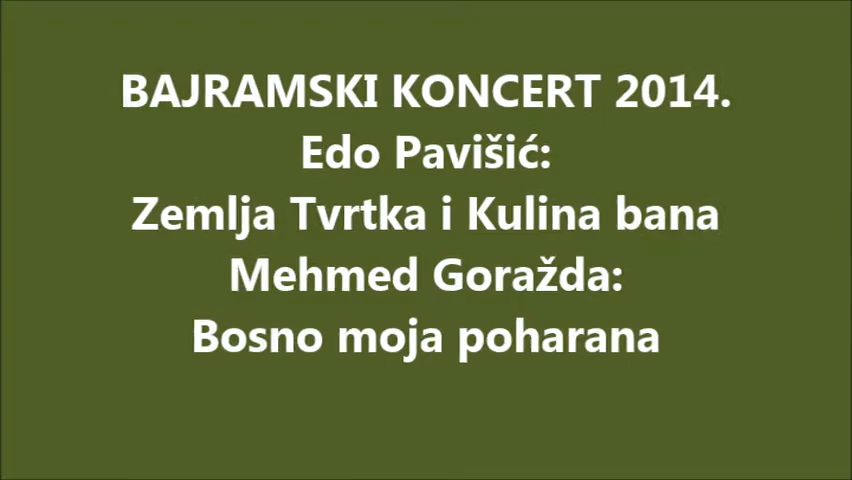 BAJRAMSKI KONCERT 2014.
Edo Pavišić:
Zemlja Tvrtka i Kulina bana
Mehmed Goražda:
Bosno moja poharana